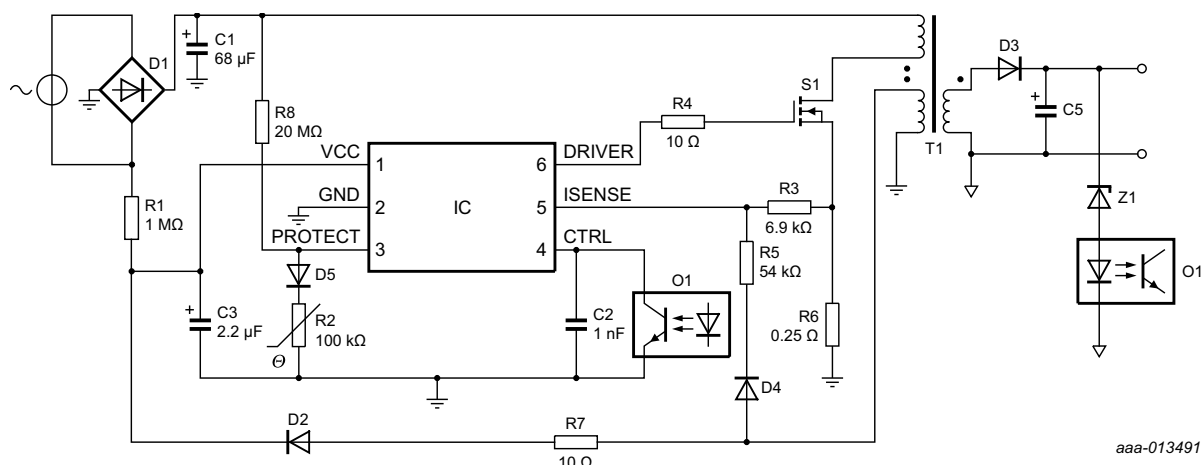 D1
+
C1
68 µF
R8
20 MΩ
R1
1 MΩ
VCC
1
GND
2
PROTECT
3
IC
6
DRIVER
5
ISENSE
4
CTRL
R4
10 Ω
S1
T1
D3
+
C5
Z1
O1
R3
6.9 kΩ
R5
54 kΩ
R6
0.25 Ω
D5
R2
100 kΩ
Θ
+
C3
2.2 µF
C2
1 nF
O1
D4
D2
R7
10 Ω
aaa-013491